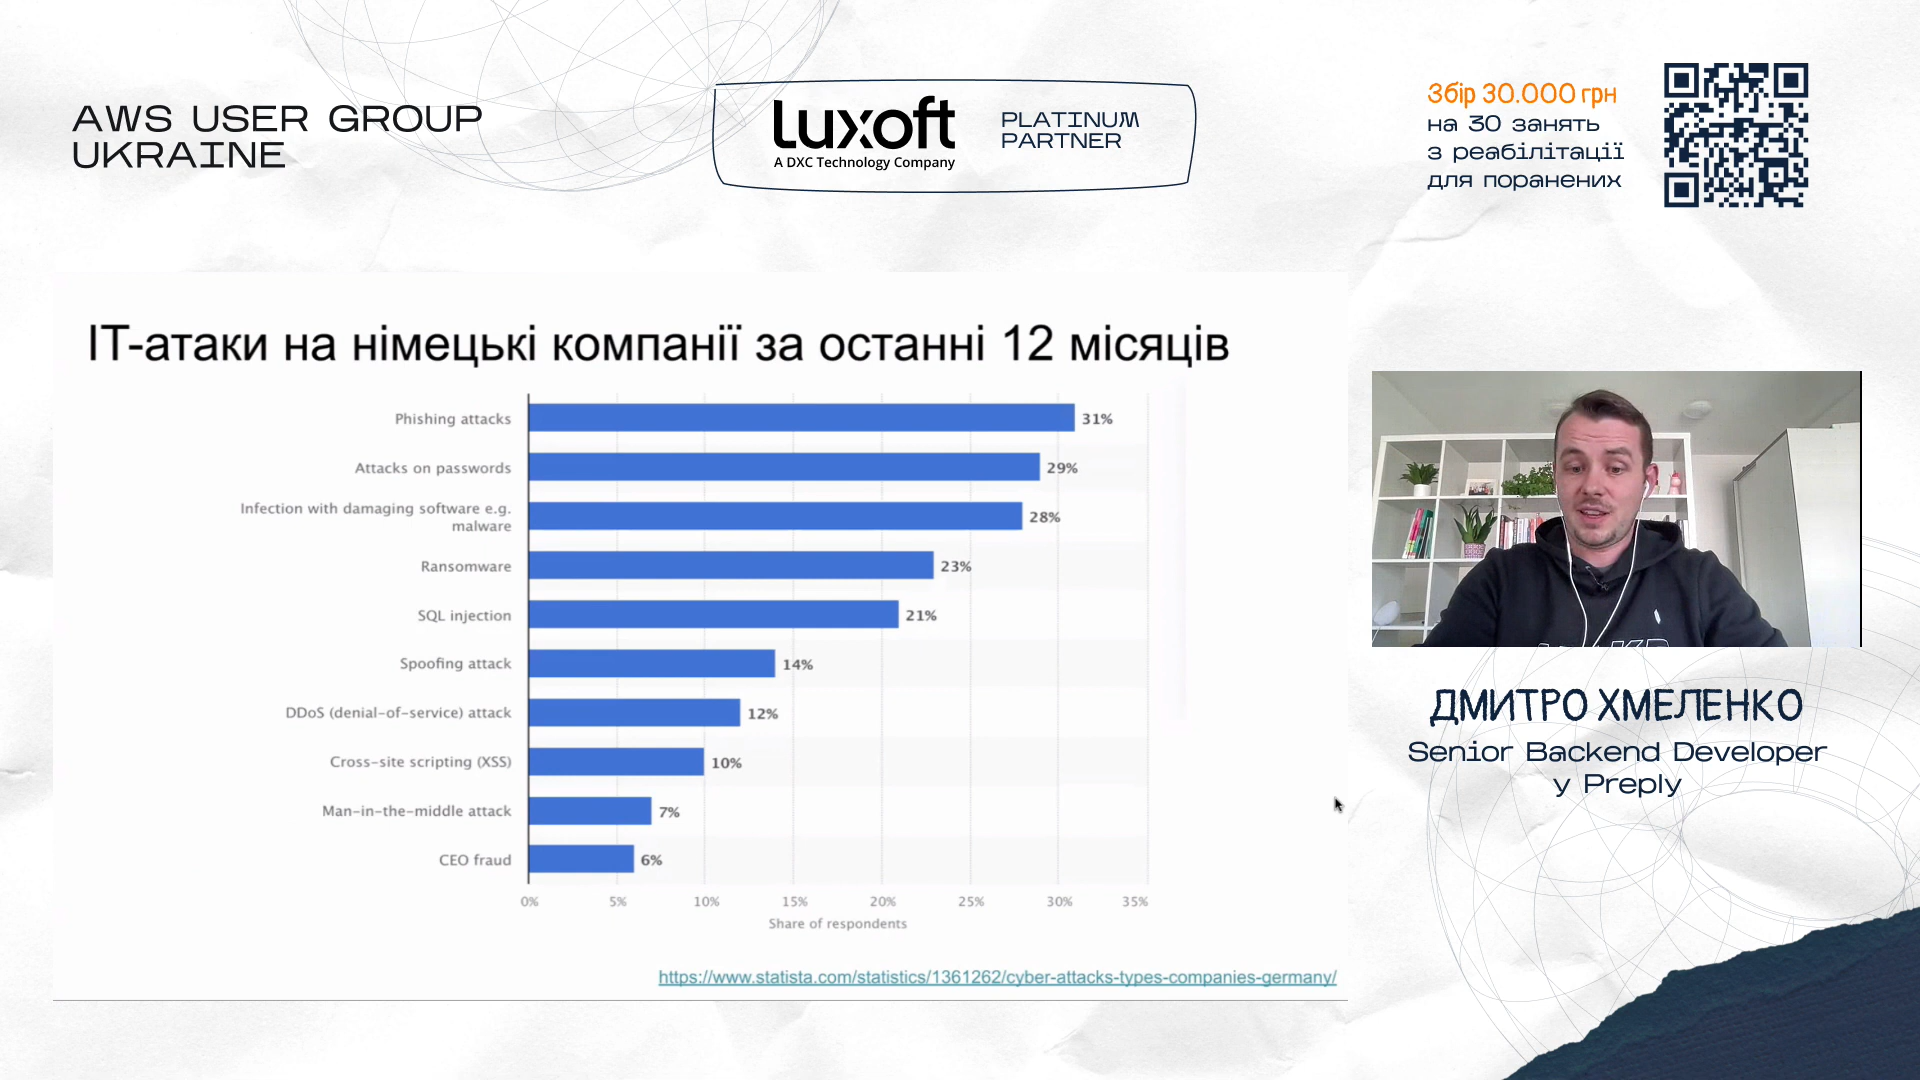 AWS USER GROUP
UKRAINE
luxoft
A DXC Technology Company
PLATINUM
PARTNER
Збір 30.000 грн
на 30 занять
з реабілітації
для поранених
ІТ-атаки на німецькі компанії за останні 12 місяців
Phishing attacks
31%
Attacks on passwords
29%
Infection with damaging software e.g.
malware
28%
Ransomware
23%
SQL injection
21%
Spoofing attack
14%
DDoS (denial-of-service) attack
12%
Cross-site scripting (XSS)
10%
Man-in-the-middle attack
7%
CEO fraud
6%
0% 5% 10% 15% 20% 25% 30% 35%
Share of respondents
https://www.statista.com/statistics/1361262/cyber-attacks-types-companies-germany/
ДМИТРО ХМЕЛЕНКО
Senior Backend Developer
у Preply